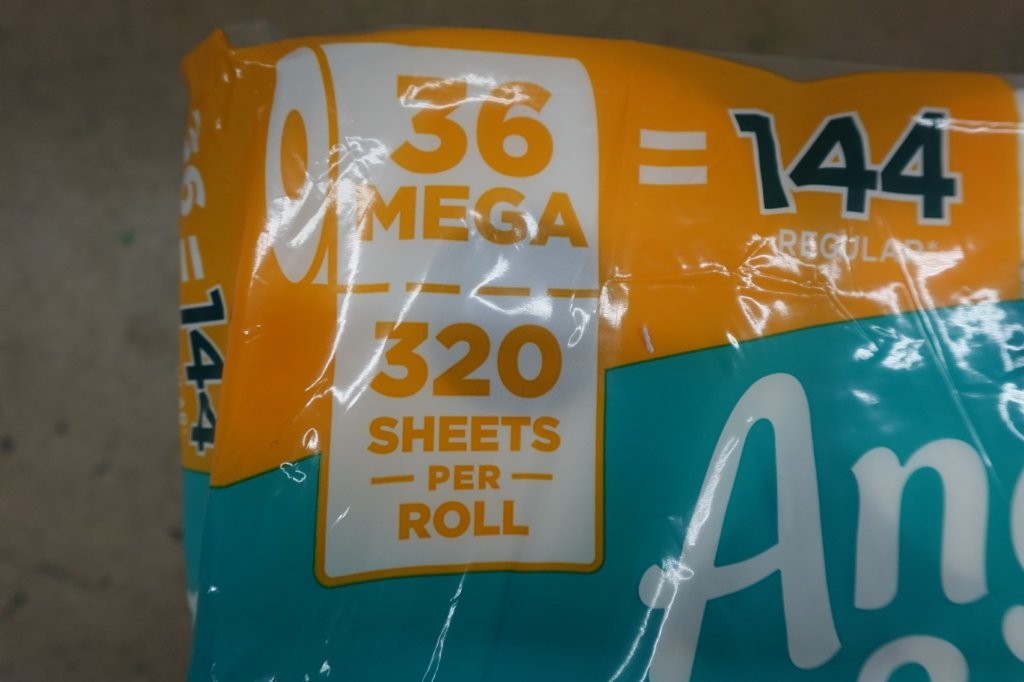 36
MEGA
320
SHEETS
PER
ROLL
=
144
REGULAR*
An
36 = 144